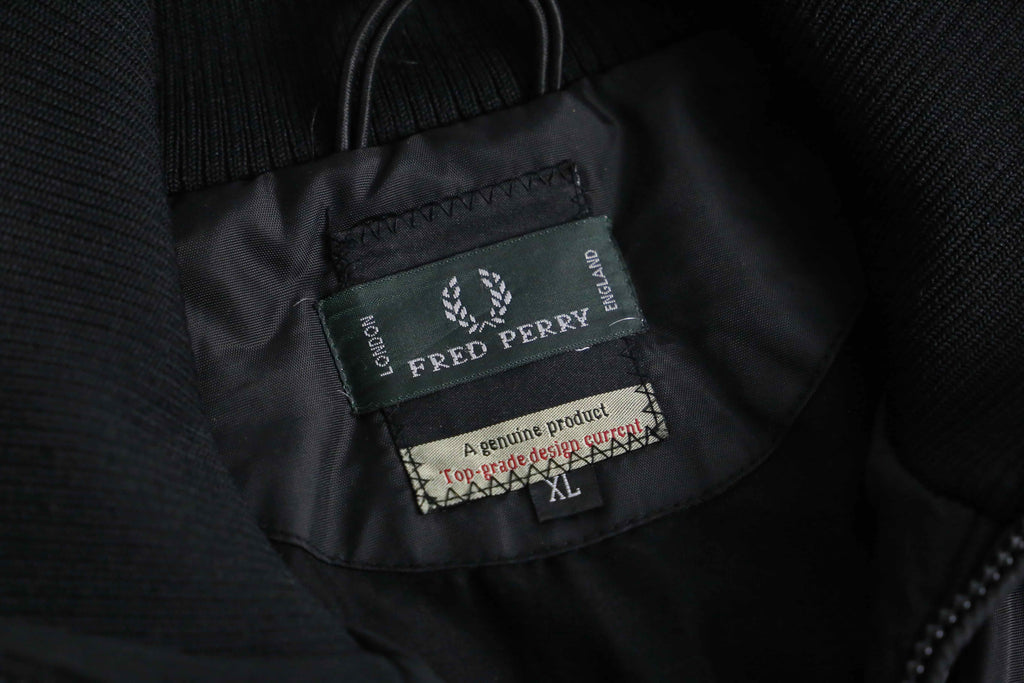 LONDON
FRED PERRY
ENGLAND
A genuine product
Top-grade design current
XL